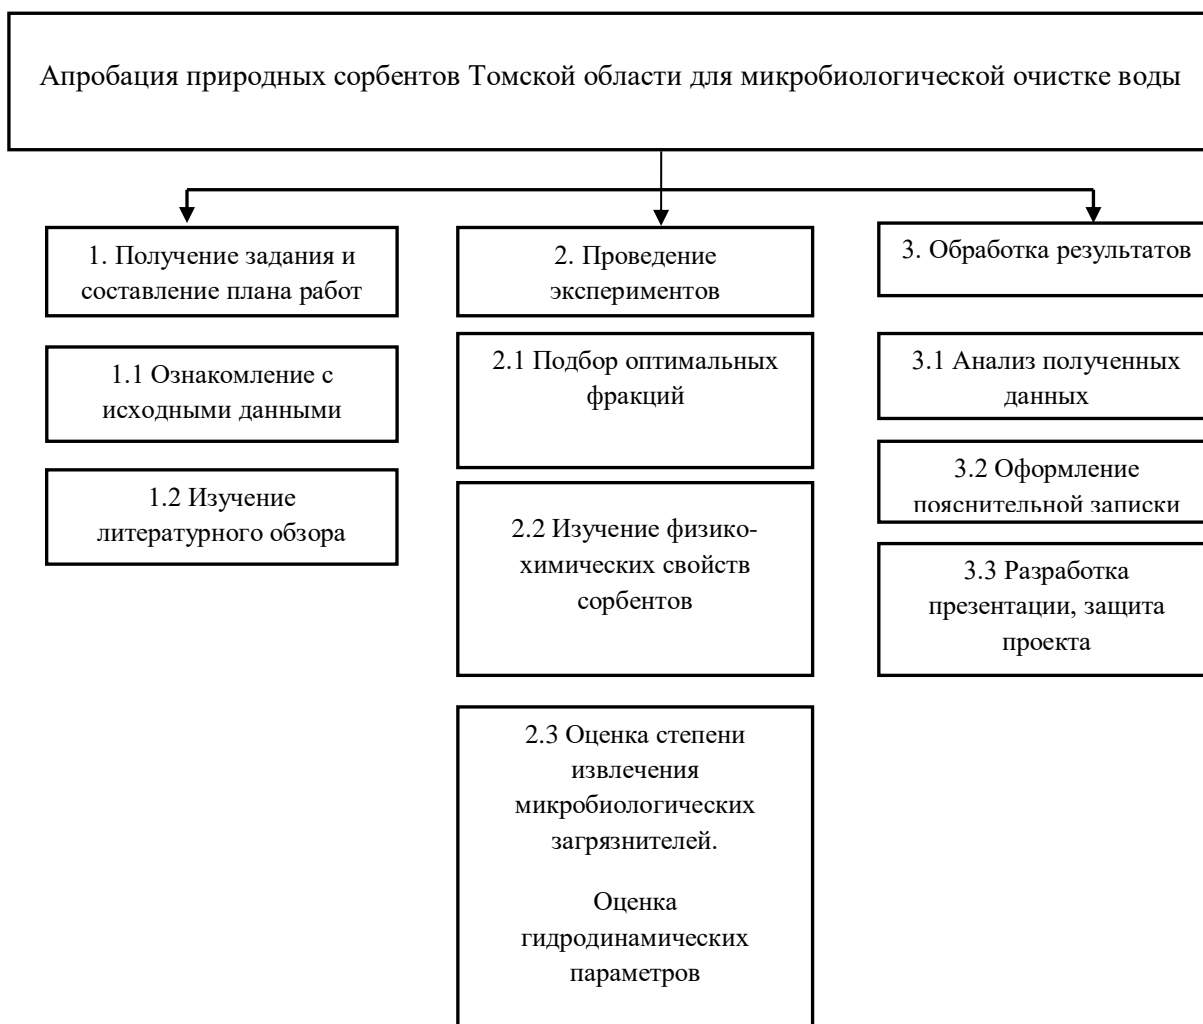 Апробация природных сорбентов Томской области для микробиологической очистке воды
1. Получение задания и
составление плана работ
1.1 Ознакомление с
исходными данными
1.2 Изучение
литературного обзора
2. Проведение
экспериментов
2.1 Подбор оптимальных
фракций
2.2 Изучение физико-
химических свойств
сорбентов
2.3 Оценка степени
извлечения
микробиологических
загрязнителей.
Оценка
гидродинамических
параметров
3. Обработка результатов
3.1 Анализ полученных
данных
3.2 Оформление
пояснительной записки
3.3 Разработка
презентации, защита
проекта